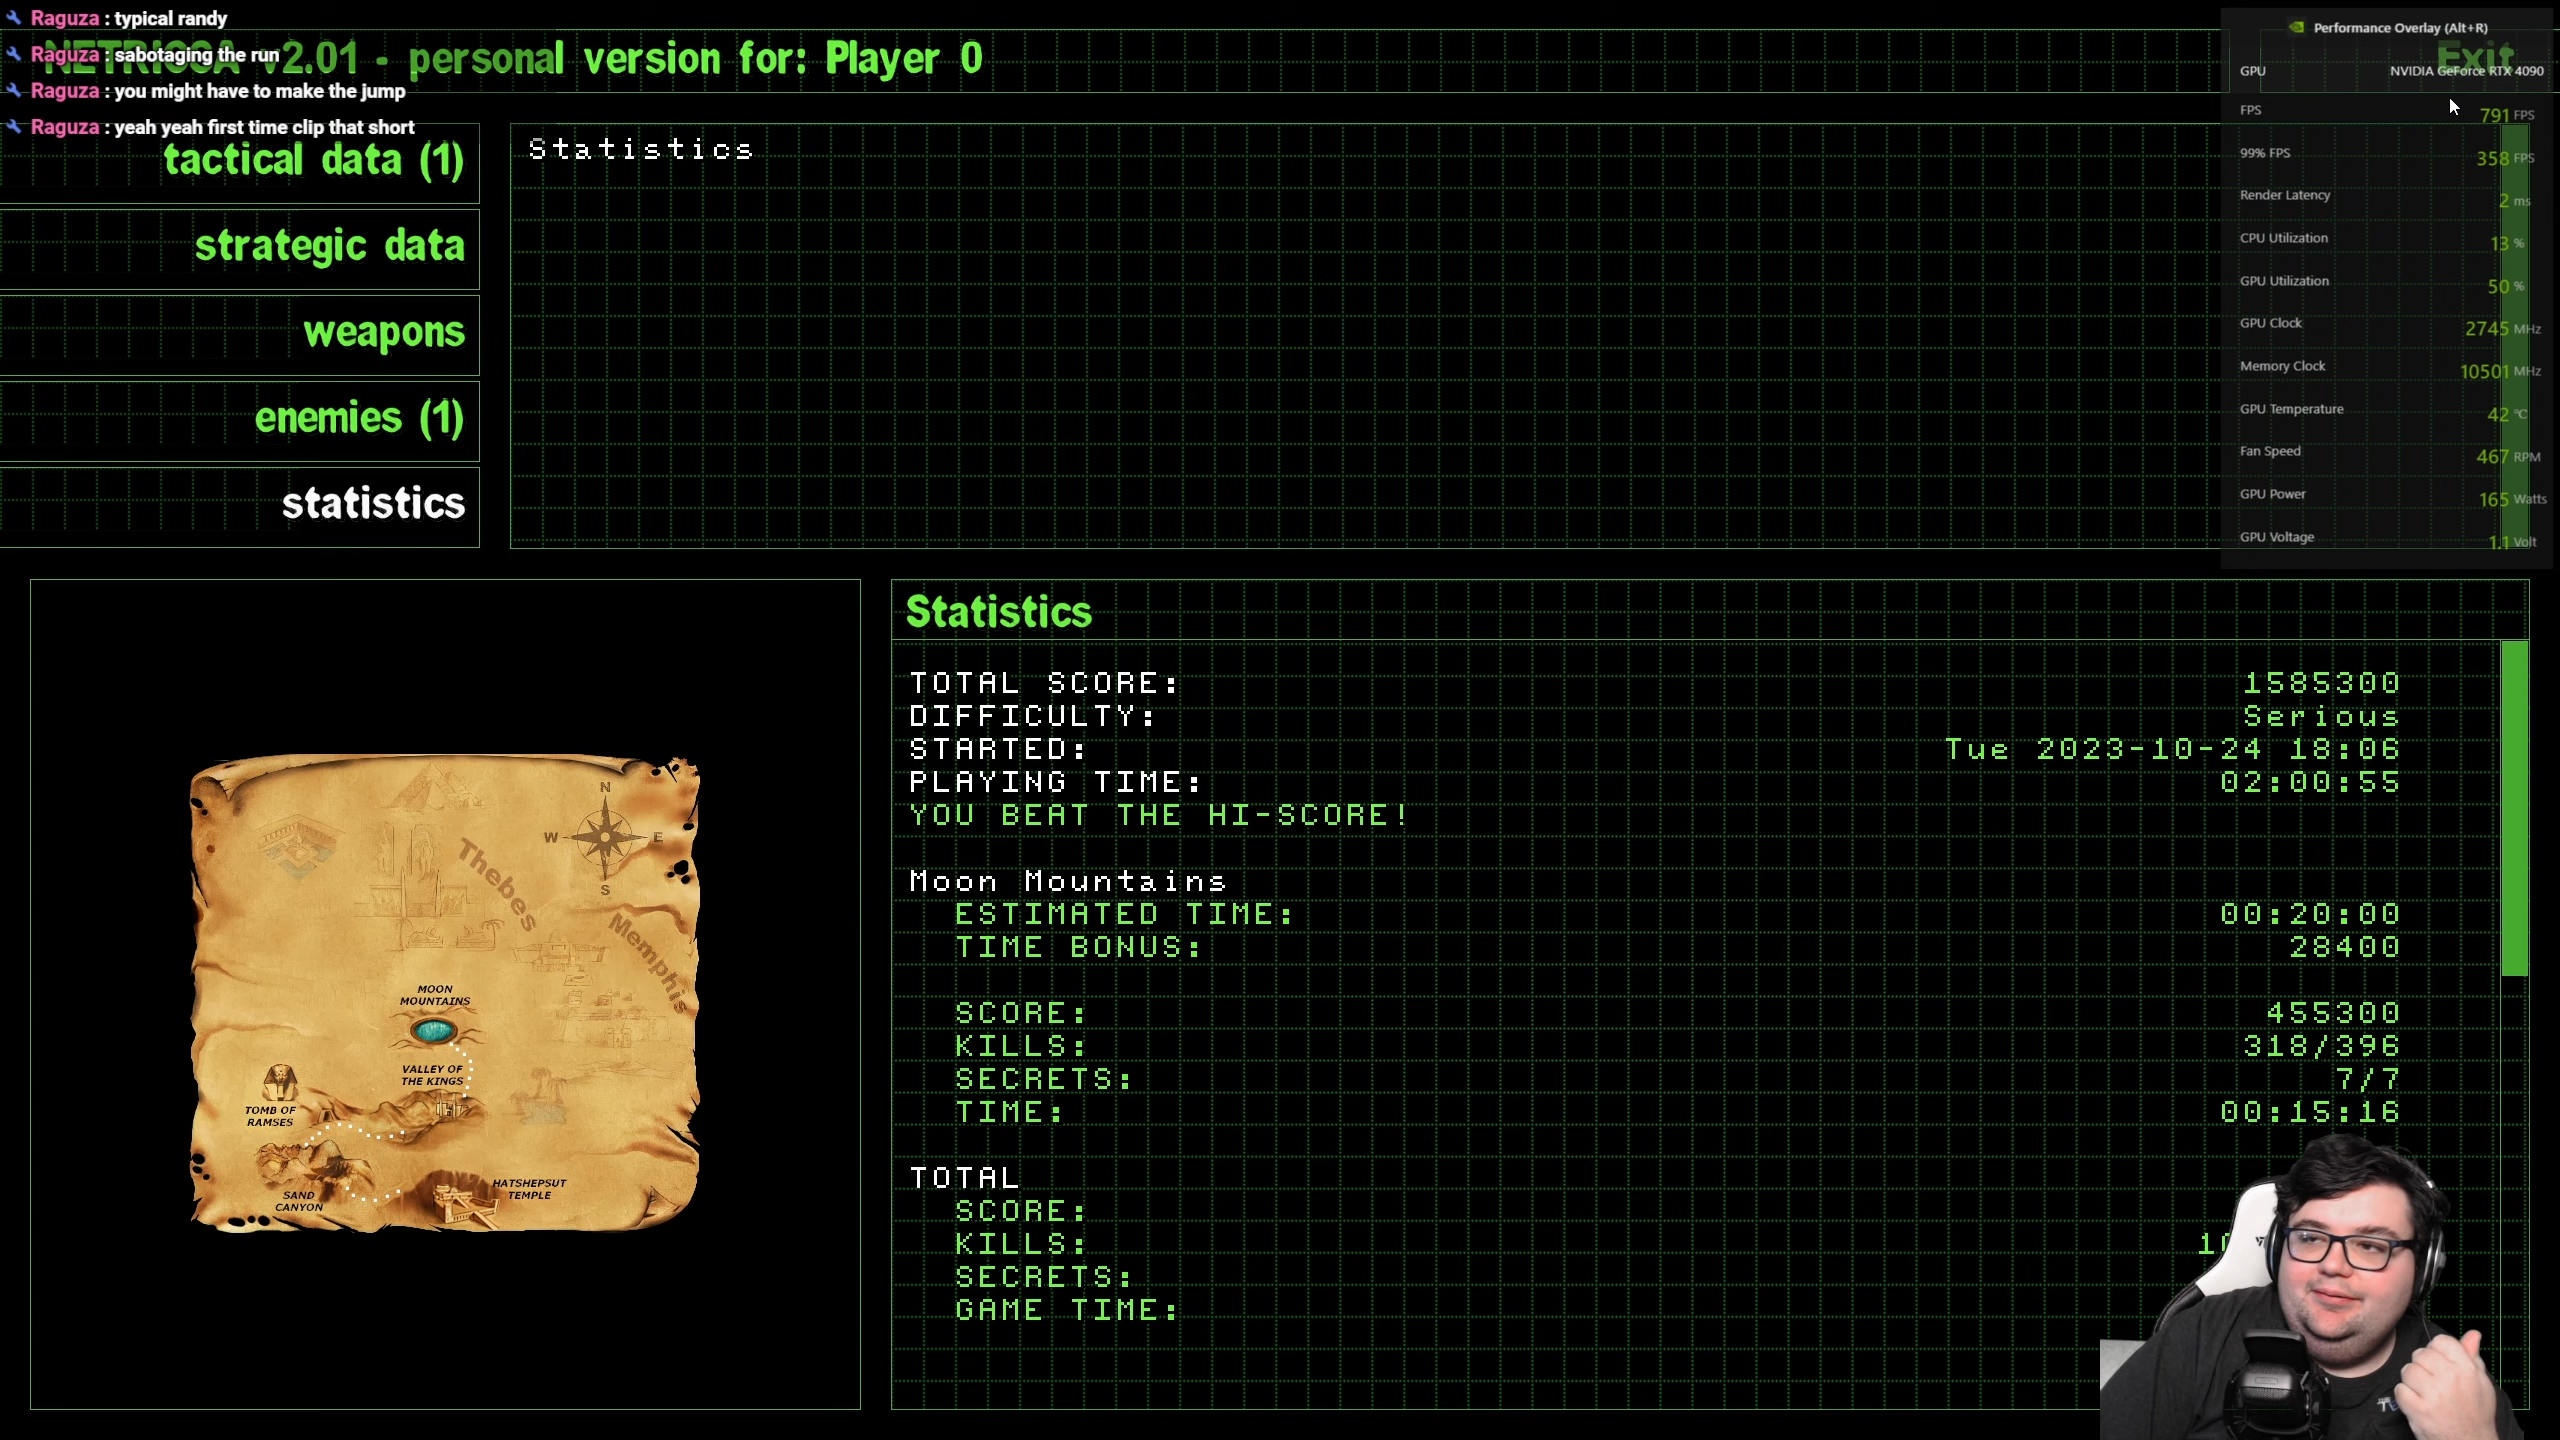 Raguza : typical randy
Raguza : sabotaging the run
Raguza : you might have to make the jump
Raguza : yeah yeah first time clip that short
NETRICSA v2.01 - personal version for: Player 0
Exit
tactical data (1)
strategic data
weapons
enemies (1)
statistics
Statistics
Performance Overlay (Alt+R)
GPU NVIDIA GeForce RTX 4090
FPS 791 FPS
99% FPS 358 FPS
Render Latency 2 ms
CPU Utilization 13 %
GPU Utilization 50 %
GPU Clock 2745 MHz
Memory Clock 10501 MHz
GPU Temperature 42 °C
Fan Speed 467 RPM
GPU Power 165 Watts
GPU Voltage 1.1 Volt
N
W E
S
Thebes
Memphis
MOON
MOUNTAINS
VALLEY OF
THE KINGS
TOMB OF
RAMSES
SAND
CANYON
HATSHEPSUT
TEMPLE
Statistics
TOTAL SCORE: 1585300
DIFFICULTY: Serious
STARTED: Tue 2023-10-24 18:06
PLAYING TIME: 02:00:55
YOU BEAT THE HI-SCORE!
Moon Mountains
ESTIMATED TIME: 00:20:00
TIME BONUS: 28400
SCORE: 455300
KILLS: 318/396
SECRETS: 7/7
TIME: 00:15:16
TOTAL
SCORE:
KILLS:
SECRETS:
GAME TIME: